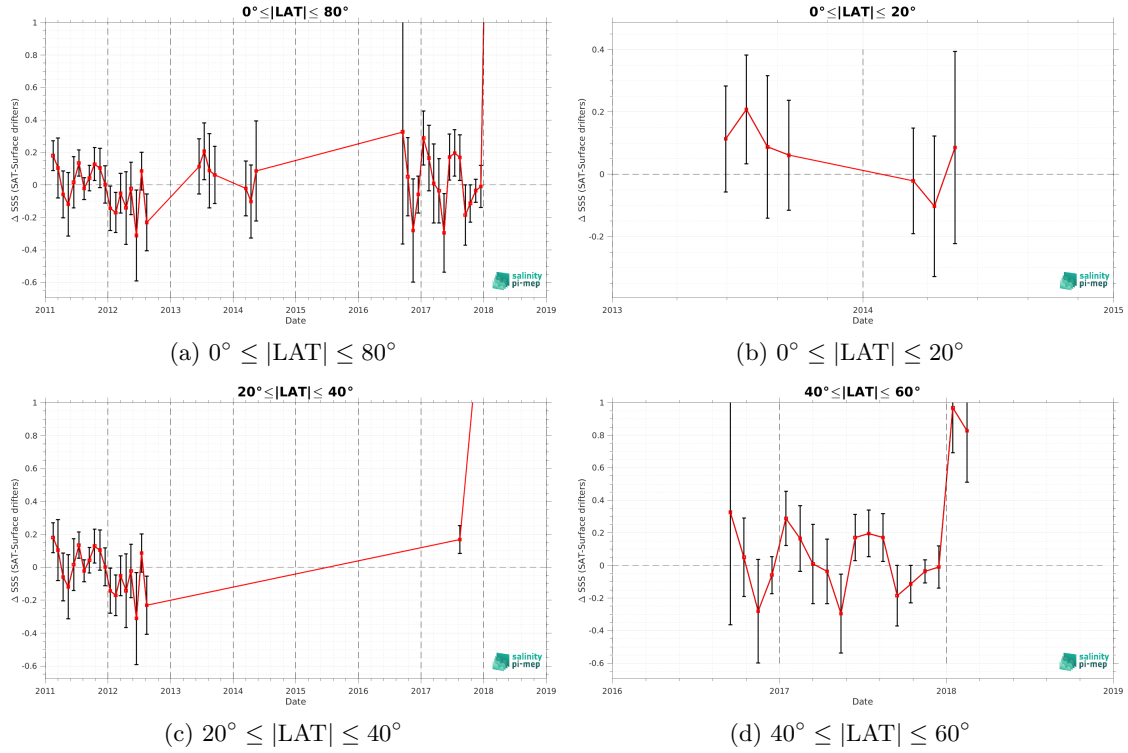 0°≤|LAT|≤ 80°
1
0.8
0.6
0.4
0.2
0
-0.2
-0.4
-0.6
Δ SSS (SAT-Surface drifters)
2011 2012 2013 2014 2015 2016 2017 2018 2019
Date
salinity
pi-mep
(a) 0° ≤ |LAT| ≤ 80°
0°≤|LAT|≤ 20°
0.4
0.2
0
-0.2
Δ SSS (SAT-Surface drifters)
2013 2014 2015
Date
salinity
pi-mep
(b) 0° ≤ |LAT| ≤ 20°
20°≤|LAT|≤ 40°
1
0.8
0.6
0.4
0.2
0
-0.2
-0.4
-0.6
Δ SSS (SAT-Surface drifters)
2011 2012 2013 2014 2015 2016 2017 2018 2019
Date
salinity
pi-mep
(c) 20° ≤ |LAT| ≤ 40°
40°≤|LAT|≤ 60°
1
0.8
0.6
0.4
0.2
0
-0.2
-0.4
-0.6
Δ SSS (SAT-Surface drifters)
2016 2017 2018 2019
Date
salinity
pi-mep
(d) 40° ≤ |LAT| ≤ 60°